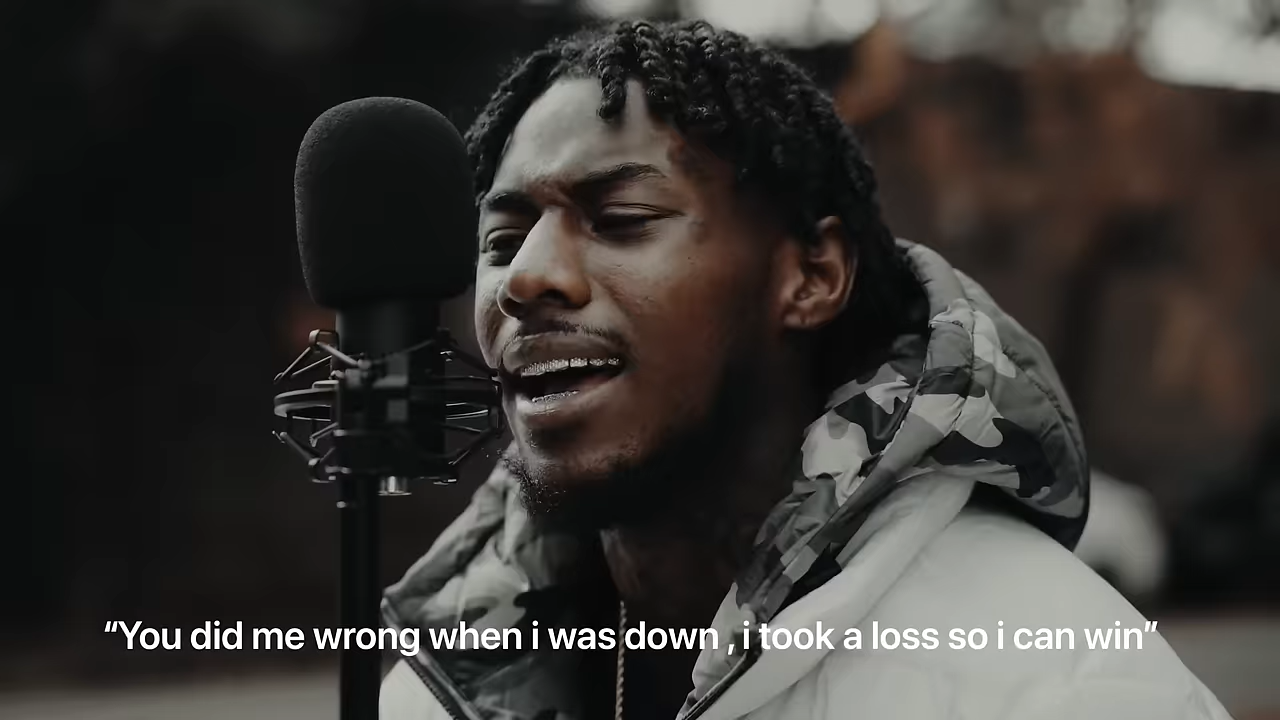 “You did me wrong when i was down , i took a loss so i can win”